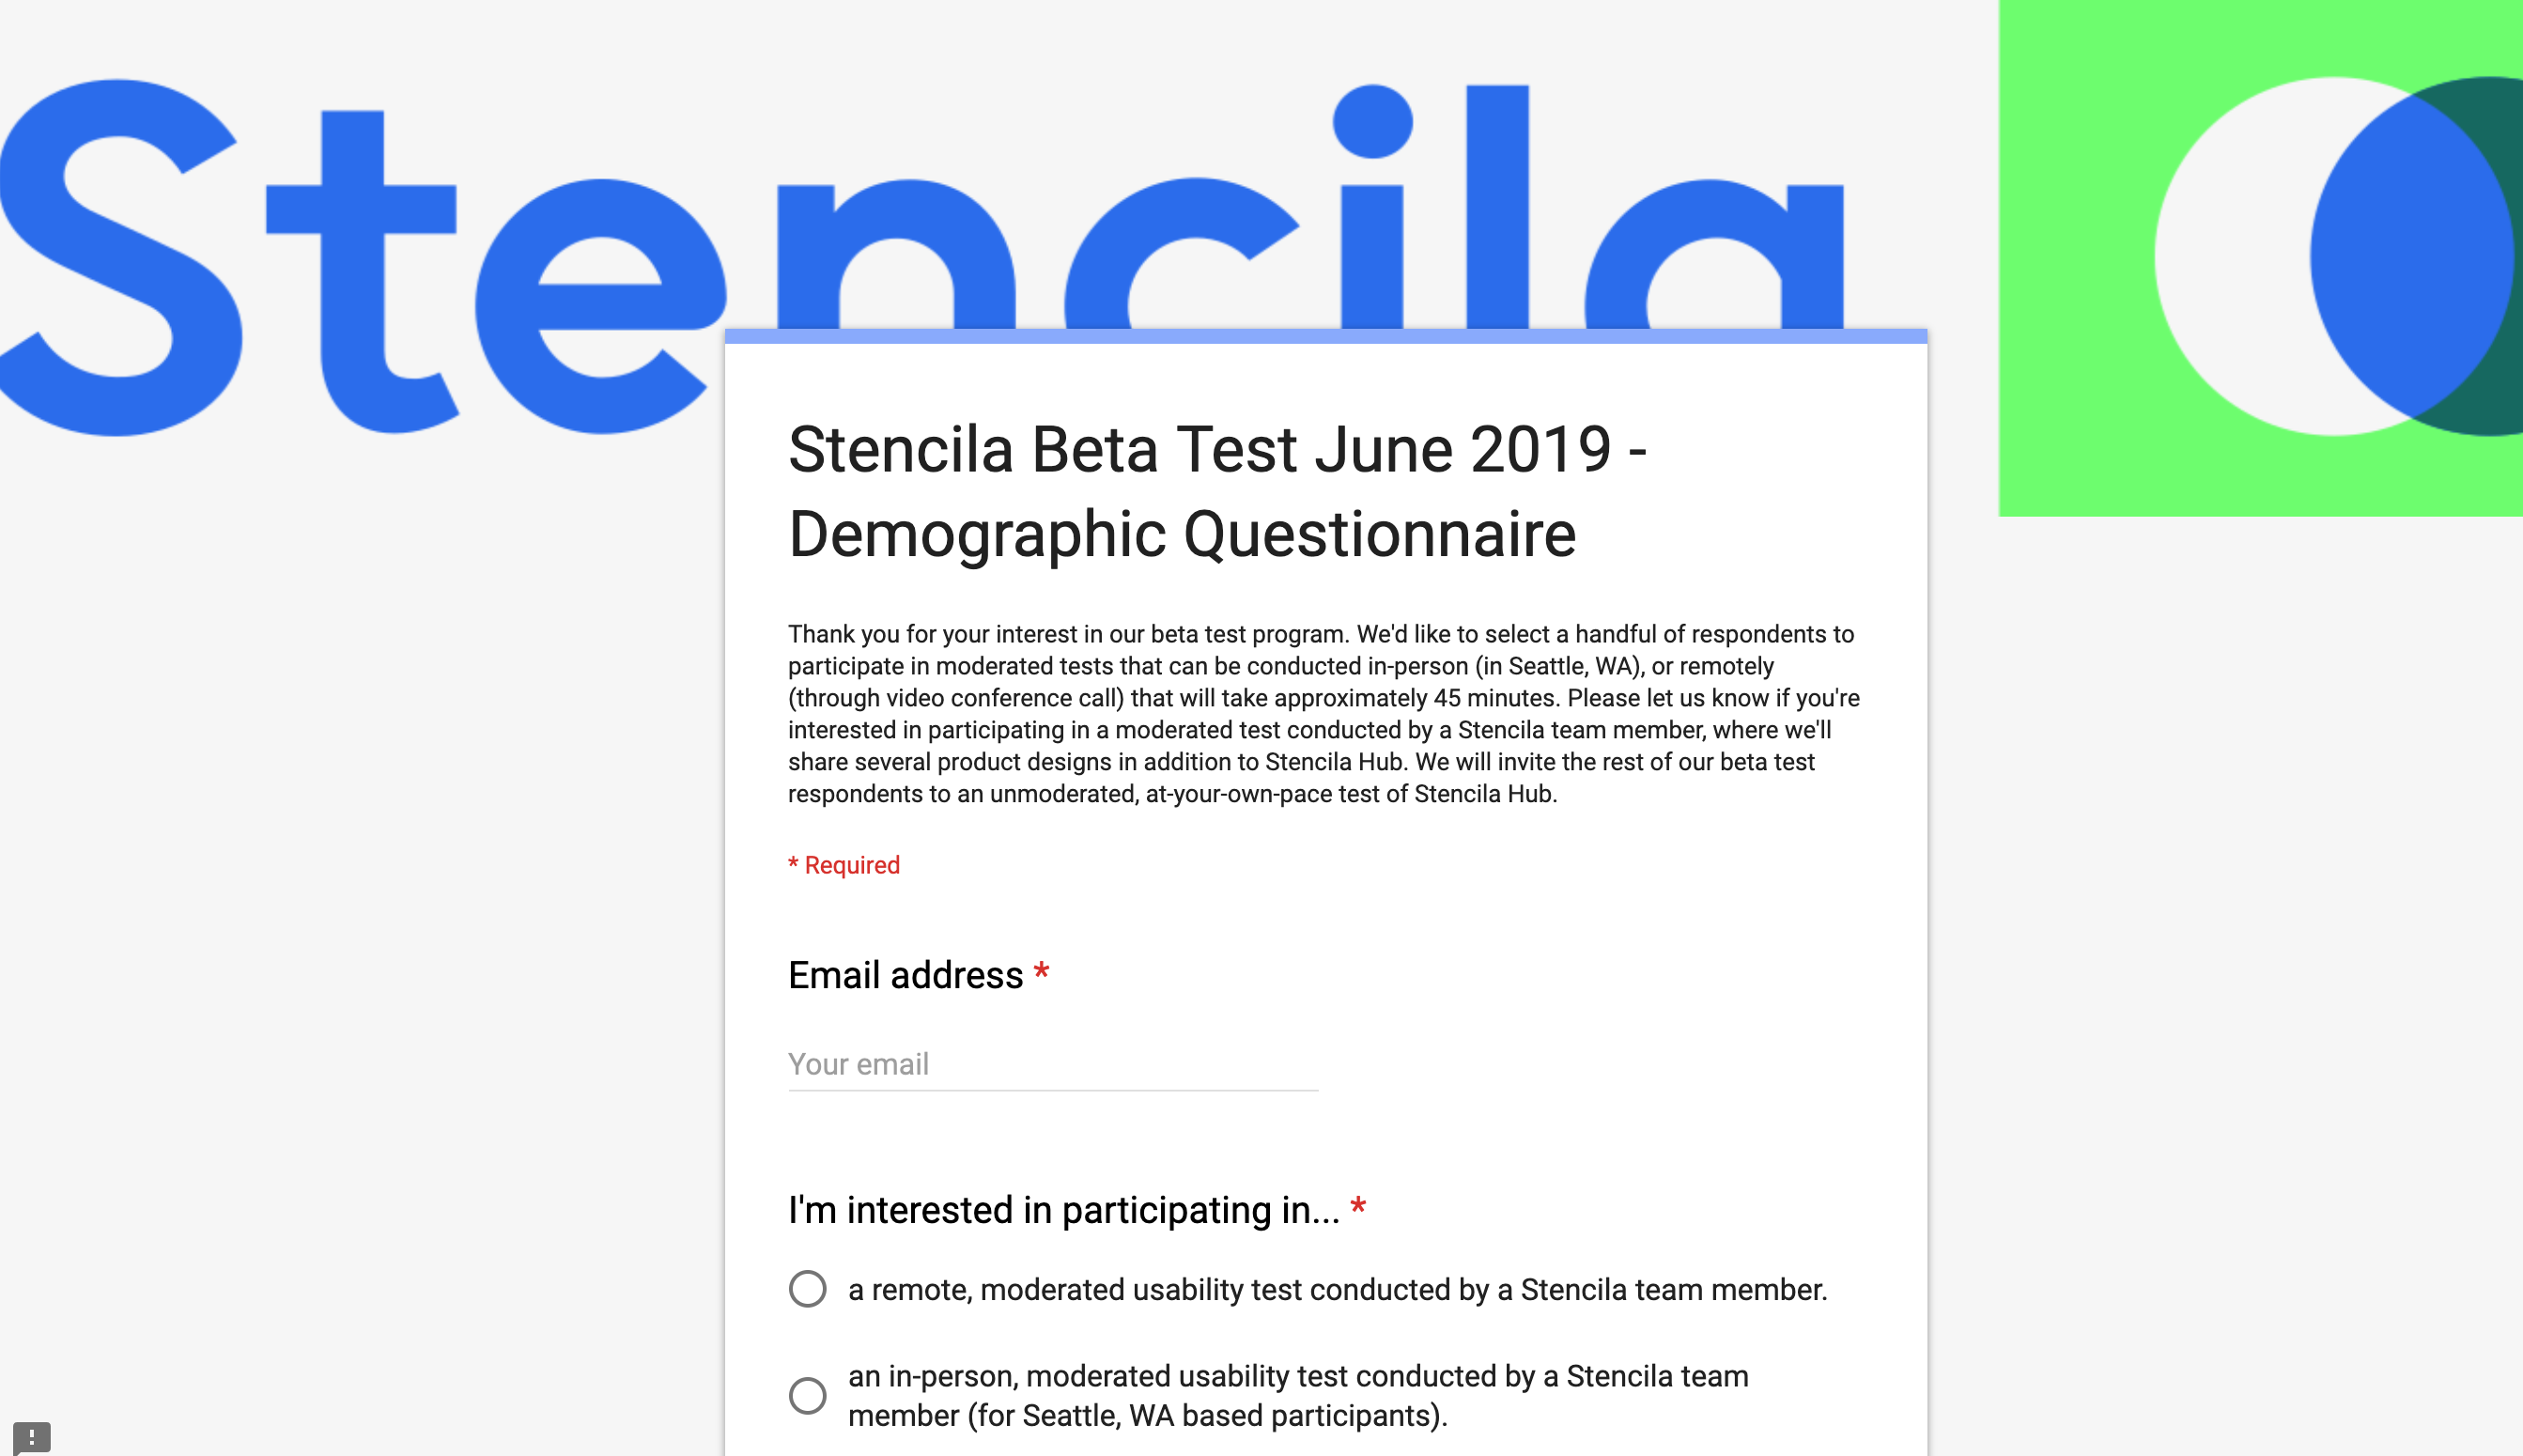 Stencila
Stencila Beta Test June 2019 -
Demographic Questionnaire
Thank you for your interest in our beta test program. We'd like to select a handful of respondents to
participate in moderated tests that can be conducted in-person (in Seattle, WA), or remotely
(through video conference call) that will take approximately 45 minutes. Please let us know if you're
interested in participating in a moderated test conducted by a Stencila team member, where we'll
share several product designs in addition to Stencila Hub. We will invite the rest of our beta test
respondents to an unmoderated, at-your-own-pace test of Stencila Hub.
* Required
Email address *
Your email
I'm interested in participating in... *
a remote, moderated usability test conducted by a Stencila team member.
an in-person, moderated usability test conducted by a Stencila team
member (for Seattle, WA based participants).